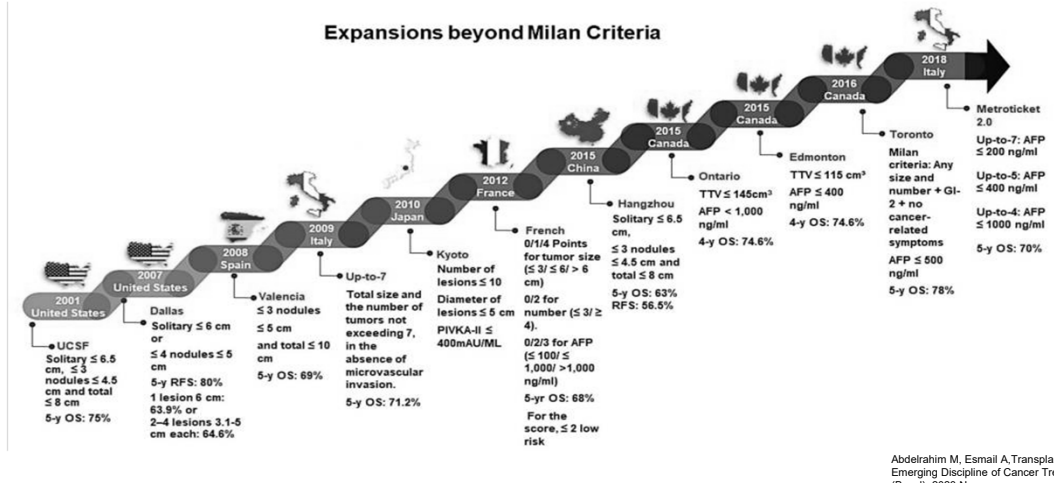 Expansions beyond Milan Criteria
2001
United States
UCSF
Solitary ≤ 6.5
cm, ≤ 3
nodules ≤ 4.5
cm and total
≤ 8 cm
5-y OS: 75%
2007
United States
Dallas
Solitary ≤ 6 cm
or
≤ 4 nodules ≤ 5
cm
5-y RFS: 80%
1 lesion 6 cm:
63.9% or
2–4 lesions 3.1-5
cm each: 64.6%
2008
Spain
Valencia
≤ 3 nodules
≤ 5 cm
and total ≤ 10
cm
5-y OS: 69%
2009
Italy
Up-to-7
Total size and
the number of
tumors not
exceeding 7,
in the
absence of
microvascular
invasion.
5-y OS: 71.2%
2010
Japan
Kyoto
Number of
lesions ≤ 10
Diameter of
lesions ≤ 5 cm
PIVKA-II ≤
400mAU/ML
2012
France
French
0/1/4 Points
for tumor size
(≤ 3/ ≤ 6/ > 6
cm)
0/2 for
number (≤ 3/ ≥
4).
0/2/3 for AFP
(≤ 100/ ≤
1,000/ >1,000
ng/ml)
5-yr OS: 68%
For the
score, ≤ 2 low
risk
2015
China
Hangzhou
Solitary ≤ 6.5
cm,
≤ 3 nodules
≤ 4.5 cm and
total ≤ 8 cm
5-y OS: 63%
RFS: 56.5%
2015
Canada
Ontario
TTV ≤ 145cm³
AFP < 1,000
ng/ml
4-y OS: 74.6%
2015
Canada
Edmonton
TTV ≤ 115 cm³
AFP ≤ 400
ng/ml
4-y OS: 74.6%
2016
Canada
Toronto
Milan
criteria: Any
size and
number + GI-
2 + no
cancer-
related
symptoms
AFP ≤ 500
ng/ml
5-y OS: 78%
2018
Italy
Metroticket
2.0
Up-to-7: AFP
≤ 200 ng/ml
Up-to-5: AFP
≤ 400 ng/ml
Up-to-4: AFP
≤ 1000 ng/ml
5-y OS: 70%
Abdelrahim M, Esmail A,Transpla
Emerging Discipline of Cancer Tre